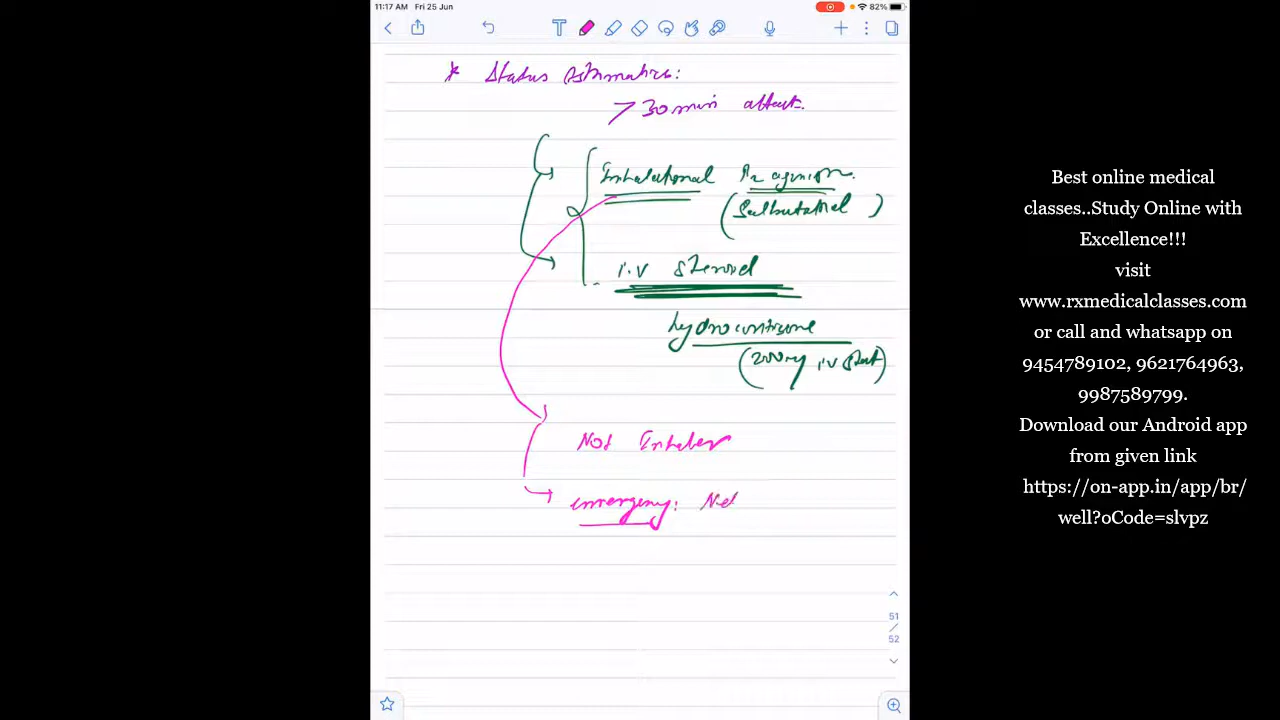 11:17 AM Fri 25 Jun
82%
* Status Asthmaticus:
> 30 min attack.
Inhalational β2 agonist.
(Salbutamol)
i.v steroid
hydrocortisone
(200mg i.v stat)
Not Inhaler
emergency: Neb
51
/
52
Best online medical
classes..Study Online with
Excellence!!!
visit
www.rxmedicalclasses.com
or call and whatsapp on
9454789102, 9621764963,
9987589799.
Download our Android app
from given link
https://on-app.in/app/br/
well?oCode=slvpz